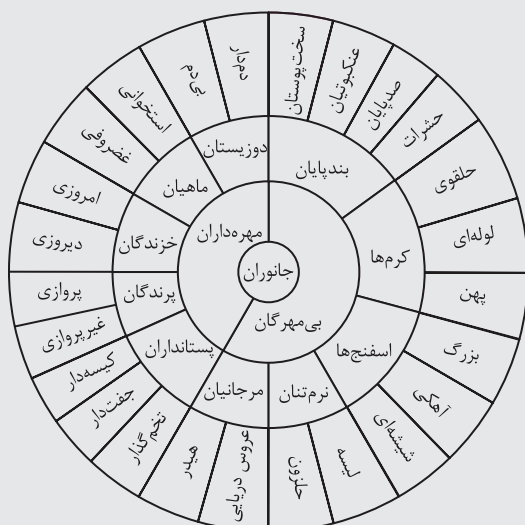 جانوران
مهره‌داران
بی‌مهرگان
بندپایان
کرم‌ها
اسفنج‌ها
نرم‌تنان
مرجانیان
پستانداران
پرندگان
خزندگان
ماهیان
دوزیستان
سخت‌پوستان
عنکبوتیان
صدپایان
حشرات
حلقوی
لوله‌ای
پهن
بزرگ
آهکی
شیشه‌ای
لیسه
حلزون
عروس دریایی
هیدر
تخم‌گذار
جفت‌دار
کیسه‌دار
غیرپروازی
پروازی
دیروزی
امروزی
غضروفی
استخوانی
بی‌دم
دم‌دار